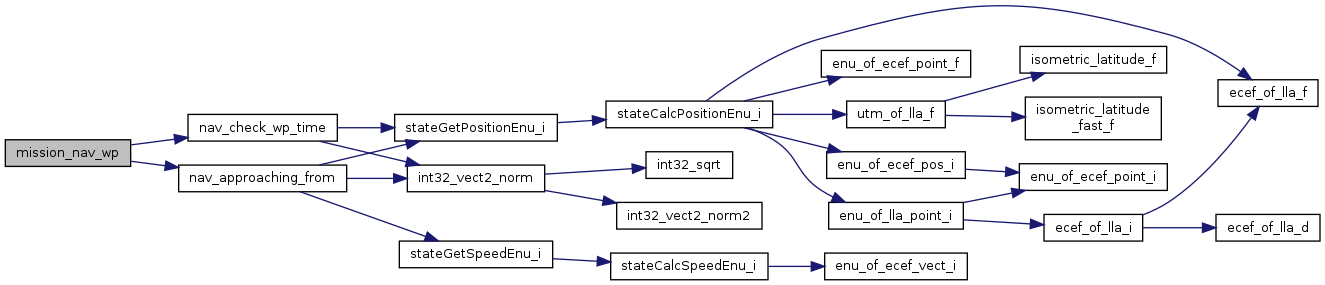 mission_nav_wp
nav_check_wp_time
nav_approaching_from
stateGetPositionEnu_i
int32_vect2_norm
stateGetSpeedEnu_i
stateCalcPositionEnu_i
int32_sqrt
int32_vect2_norm2
stateCalcSpeedEnu_i
enu_of_ecef_point_f
utm_of_lla_f
enu_of_ecef_pos_i
enu_of_lla_point_i
enu_of_ecef_vect_i
isometric_latitude_f
isometric_latitude
_fast_f
enu_of_ecef_point_i
ecef_of_lla_i
ecef_of_lla_f
ecef_of_lla_d